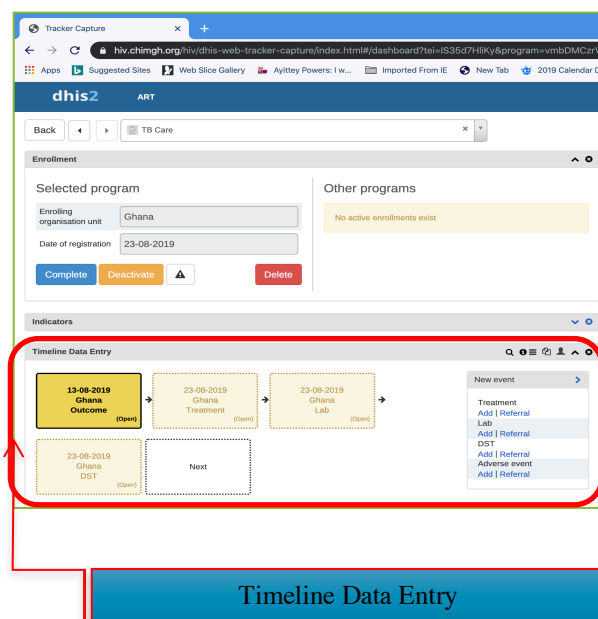 Tracker Capture × +
hiv.chimgh.org/hiv/dhis-web-tracker-capture/index.html#/dashboard?tei=IS35d7HliKy&program=vmbDMCzr
Apps Suggested Sites Web Slice Gallery Ayittey Powers: I w... Imported From IE New Tab 2019 Calendar D
dhis2 ART
Back TB Care
Enrollment
Selected program Other programs
Enrolling
organisation unit Ghana No active enrollments exist
Date of registration 23-08-2019
Complete Deactivate Delete
Indicators
Timeline Data Entry
New event
13-08-2019 23-08-2019 23-08-2019
Ghana Ghana Ghana
Outcome Treatment Lab
(Open) (Open) (Open)
Treatment
Add | Referral
Lab
Add | Referral
DST
Add | Referral
Adverse event
Add | Referral
23-08-2019
Ghana Next
DST
(Open)
Timeline Data Entry